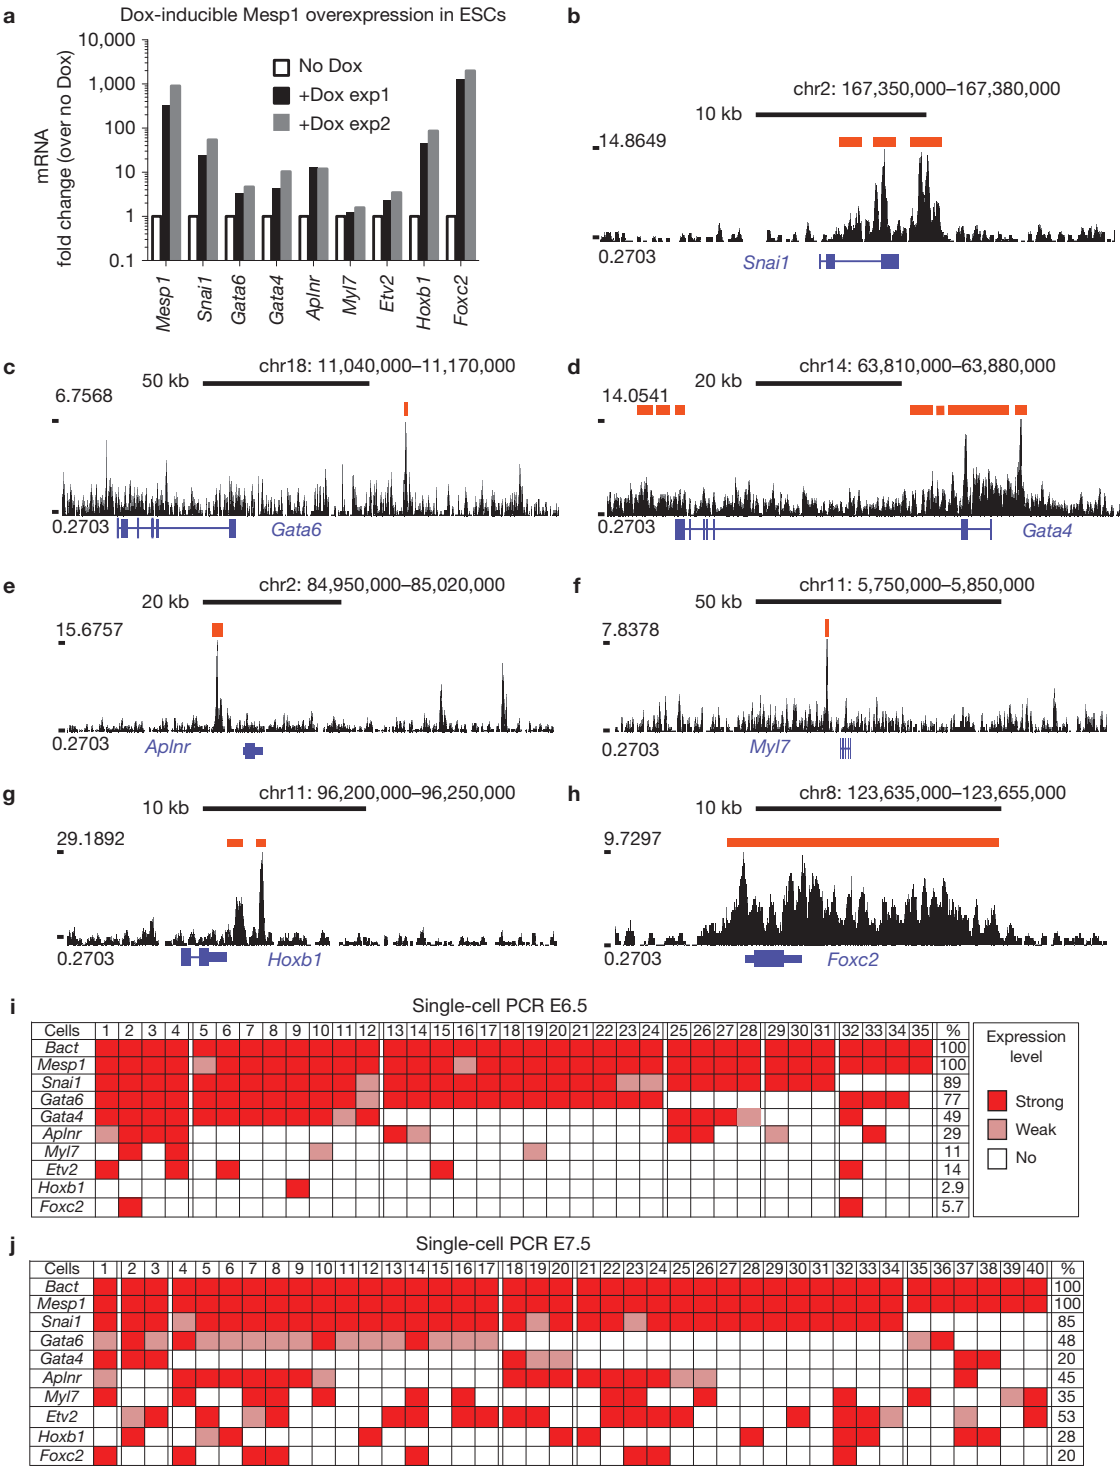 a
Dox-inducible Mesp1 overexpression in ESCs
mRNA
fold change (over no Dox)
10,000
1,000
100
10
1
0.1
No Dox
+Dox exp1
+Dox exp2
Mesp1
Snai1
Gata6
Gata4
Aplnr
Myl7
Etv2
Hoxb1
Foxc2
b
chr2: 167,350,000–167,380,000
10 kb
14.8649
0.2703
Snai1
c
chr18: 11,040,000–11,170,000
50 kb
6.7568
0.2703
Gata6
d
chr14: 63,810,000–63,880,000
20 kb
14.0541
0.2703
Gata4
e
chr2: 84,950,000–85,020,000
20 kb
15.6757
0.2703
Aplnr
f
chr11: 5,750,000–5,850,000
50 kb
7.8378
0.2703
Myl7
g
chr11: 96,200,000–96,250,000
10 kb
29.1892
0.2703
Hoxb1
h
chr8: 123,635,000–123,655,000
10 kb
9.7297
0.2703
Foxc2
i
Single-cell PCR E6.5
Cells 1 2 3 4 5 6 7 8 9 10 11 12 13 14 15 16 17 18 19 20 21 22 23 24 25 26 27 28 29 30 31 32 33 34 35 %
Bact 100
Mesp1 100
Snai1 89
Gata6 77
Gata4 49
Aplnr 29
Myl7 11
Etv2 14
Hoxb1 2.9
Foxc2 5.7
Expression
level
Strong
Weak
No
j
Single-cell PCR E7.5
Cells 1 2 3 4 5 6 7 8 9 10 11 12 13 14 15 16 17 18 19 20 21 22 23 24 25 26 27 28 29 30 31 32 33 34 35 36 37 38 39 40 %
Bact 100
Mesp1 100
Snai1 85
Gata6 48
Gata4 20
Aplnr 45
Myl7 35
Etv2 53
Hoxb1 28
Foxc2 20